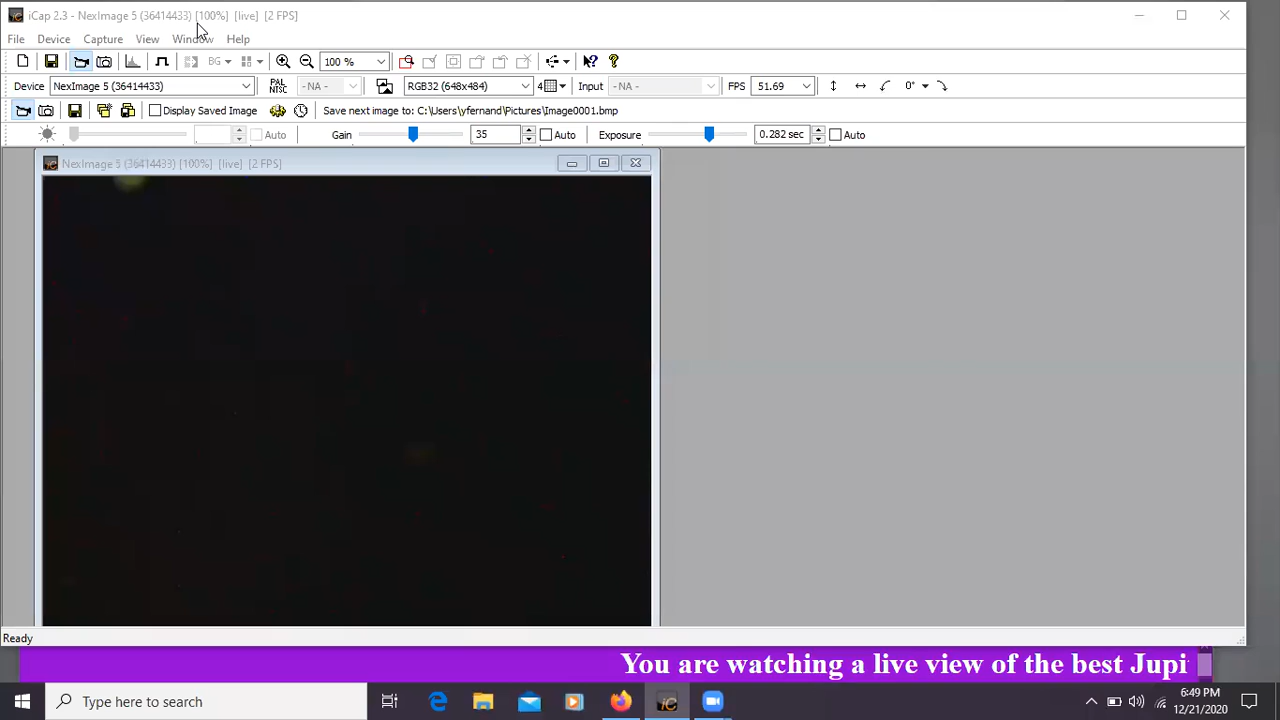 iCap 2.3 - NexImage 5 (36414433) [100%] [live] [2 FPS]
File Device Capture View Window Help
BG 100 %
Device NexImage 5 (36414433) PAL NTSC - NA - RGB32 (648x484) 4 Input - NA - FPS 51.69 0°
Display Saved Image Save next image to: C:\Users\yfernand\Pictures\Image0001.bmp
Auto Gain 35 Auto Exposure 0.282 sec Auto
NexImage 5 (36414433) [100%] [live] [2 FPS]
Ready
You are watching a live view of the best Jupi
Type here to search
6:49 PM
12/21/2020